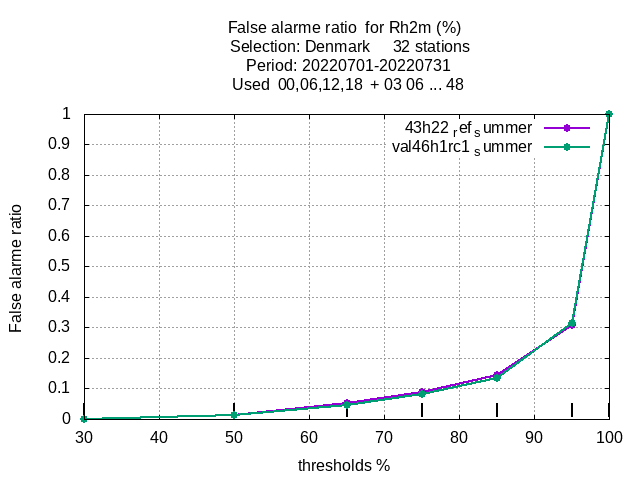 False alarme ratio  for Rh2m (%)
Selection: Denmark     32 stations
Period: 20220701-20220731
Used  00,06,12,18  + 03 06 ... 48
43h22 ref summer
val46h1rc1 summer
1
0.9
0.8
0.7
0.6
0.5
0.4
0.3
0.2
0.1
0
False alarme ratio
30 40 50 60 70 80 90 100
thresholds %